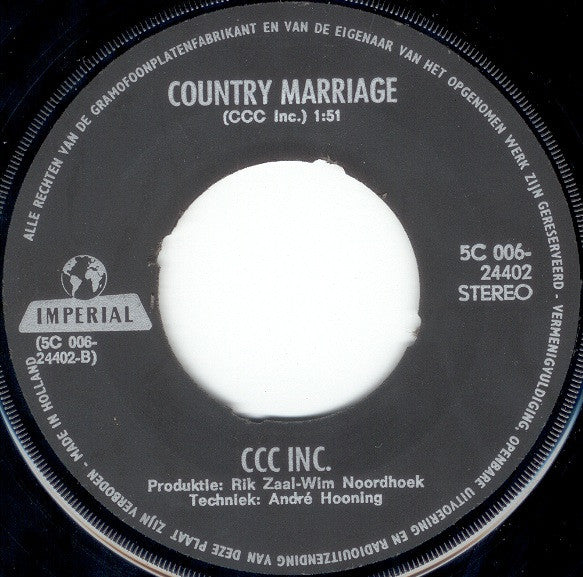 ALLE RECHTEN VAN DE GRAMOFOONPLATENFABRIKANT EN VAN DE EIGENAAR VAN HET OPGENOMEN WERK ZIJN GERESERVEERD - VERMENIGVULDIGING, OPENBARE UITVOERING EN RADIOUITZENDING VAN DEZE PLAAT ZIJN VERBODEN - MADE IN HOLLAND
COUNTRY MARRIAGE
(CCC Inc.) 1:51
5C 006-
24402
STEREO
IMPERIAL
(5C 006-
24402-B)
CCC INC.
Produktie: Rik Zaal-Wim Noordhoek
Techniek: André Hooning